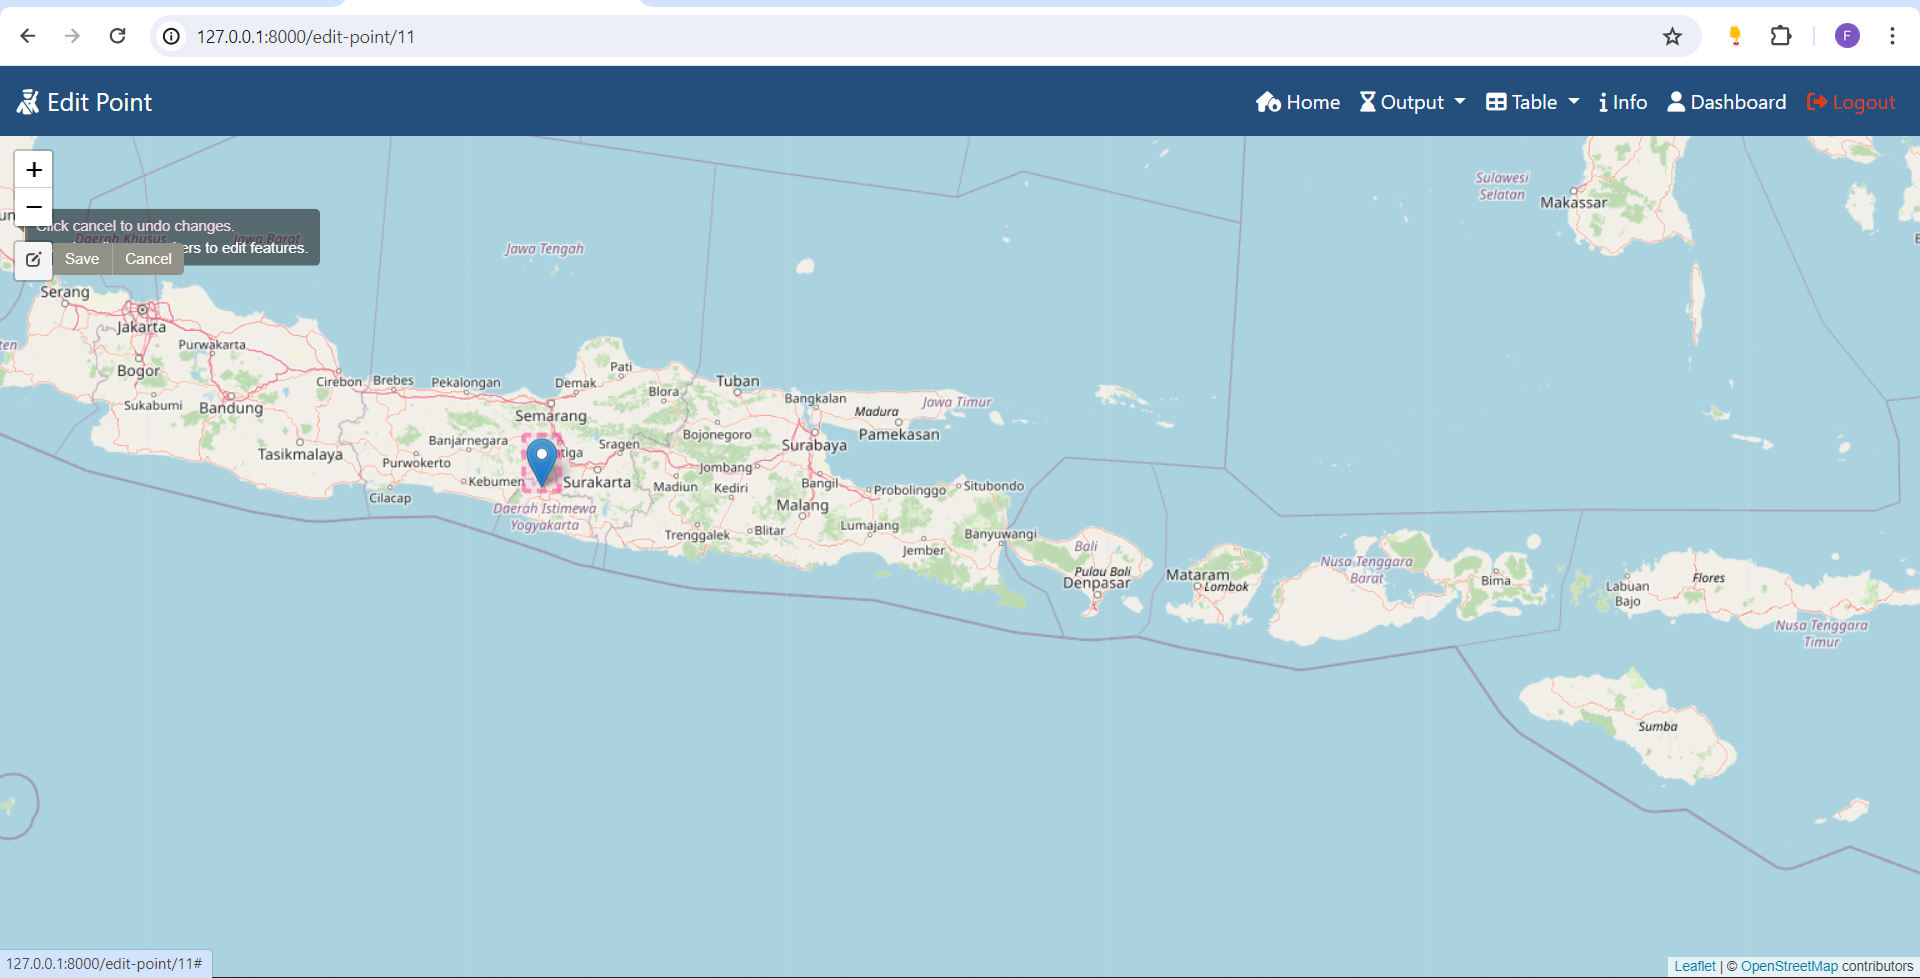 127.0.0.1:8000/edit-point/11
F
Edit Point
Home Output Table Info Dashboard Logout
+
−
Click cancel to undo changes.
ers to edit features.
Save Cancel
Daerah Khusus
Jawa Barat
Jawa Tengah
Sulawesi
Selatan
Makassar
Serang
Jakarta
Purwakarta
Bogor
Sukabumi
Bandung
Cirebon
Brebes
Pekalongan
Demak
Pati
Blora
Tuban
Bangkalan
Madura
Jawa Timur
Pamekasan
Semarang
Tasikmalaya
Banjarnegara
Purwokerto
Cilacap
Kebumen
tiga
Sragen
Surakarta
Bojonegoro
Surabaya
Jombang
Madiun
Kediri
Bangil
Probolinggo
Situbondo
Malang
Daerah Istimewa
Yogyakarta
Trenggalek
Blitar
Lumajang
Jember
Banyuwangi
Bali
Pulau Bali
Denpasar
Mataram
Lombok
Nusa Tenggara
Barat
Bima
Labuan
Bajo
Flores
Nusa Tenggara
Timur
Sumba
127.0.0.1:8000/edit-point/11#
Leaflet | © OpenStreetMap contributors